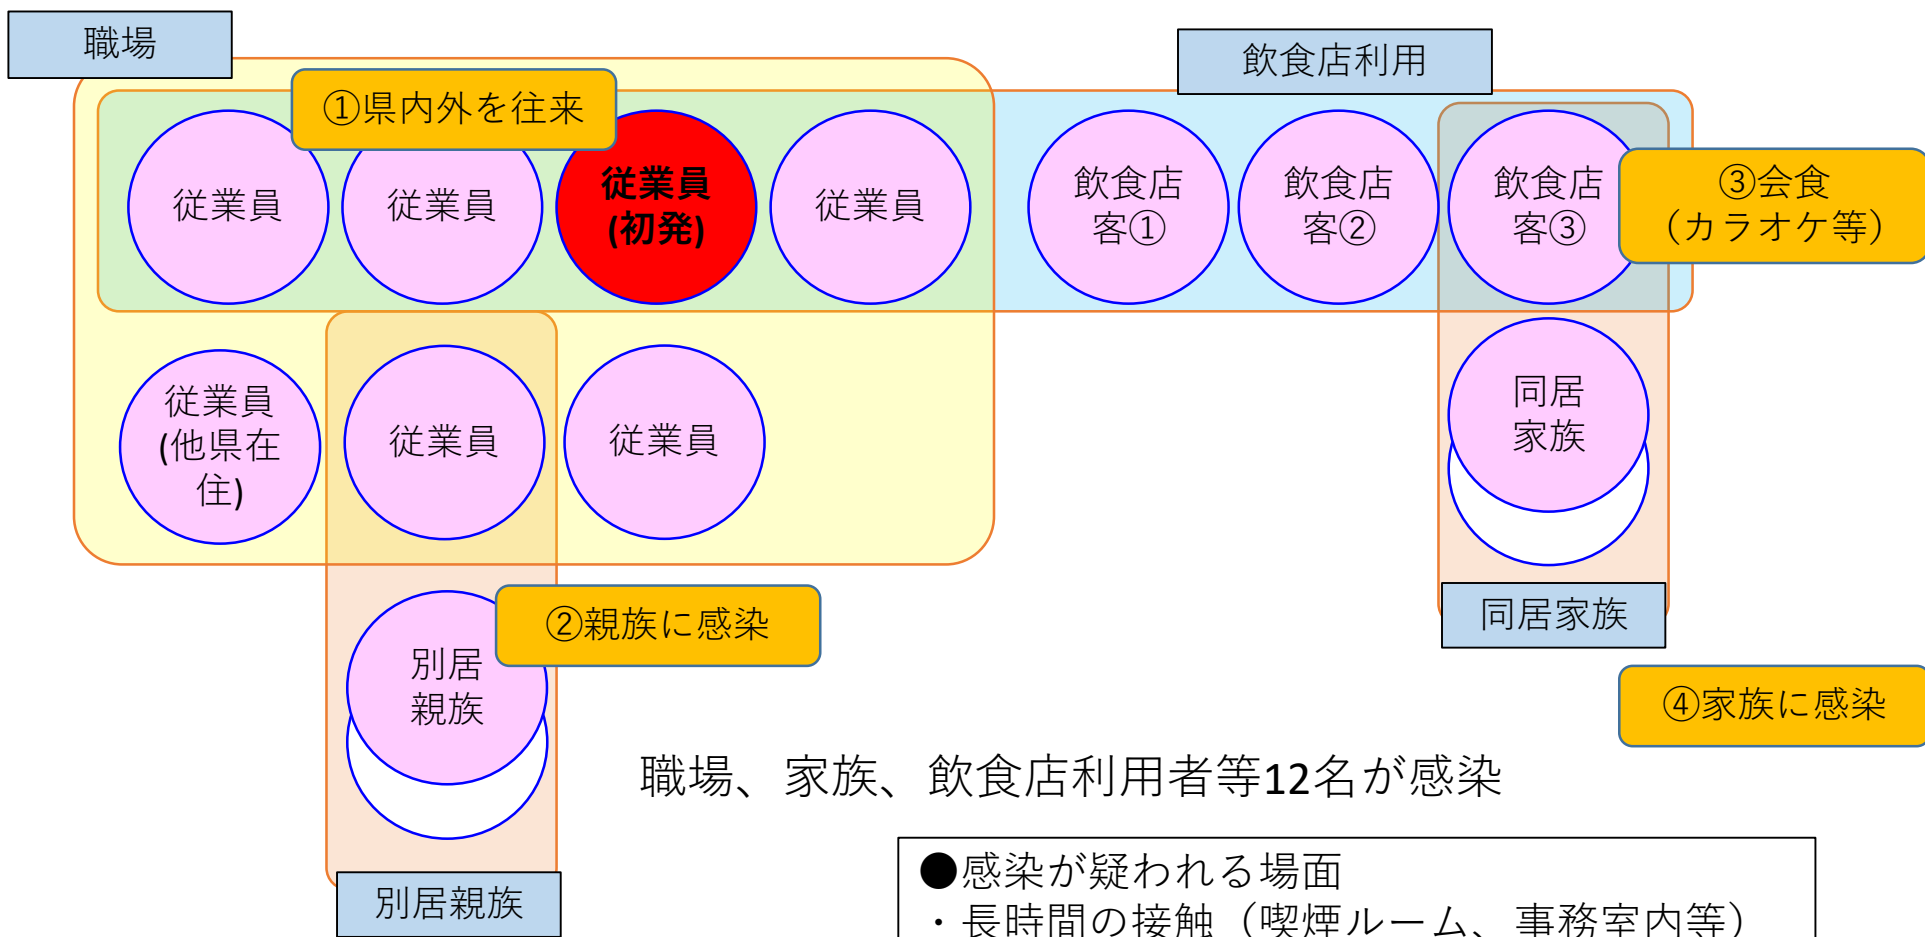 職場
飲食店利用
①県内外を往来
従業員
従業員
従業員
(初発)
従業員
飲食店
客①
飲食店
客②
飲食店
客③
③会食
（カラオケ等）
従業員
(他県在
住)
従業員
従業員
同居
家族
同居家族
②親族に感染
別居
親族
④家族に感染
職場、家族、飲食店利用者等12名が感染
別居親族
●感染が疑われる場面
・長時間の接触（喫煙ルーム、事務室内等）